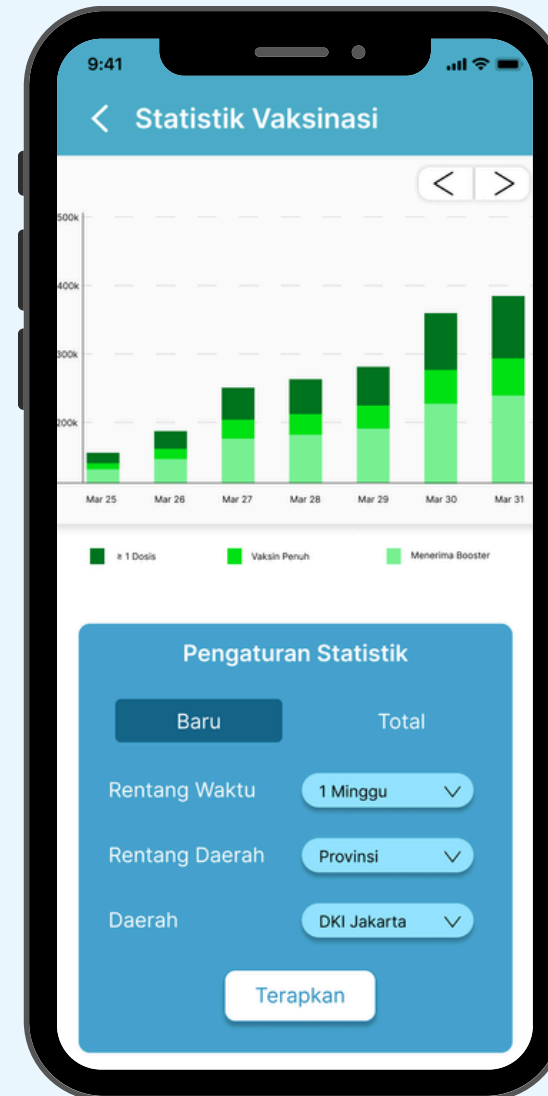 9:41
Statistik Vaksinasi
< >
500k
400k
300k
200k
Mar 25 Mar 26 Mar 27 Mar 28 Mar 29 Mar 30 Mar 31
≥ 1 Dosis Vaksin Penuh Menerima Booster
Pengaturan Statistik
Baru Total
Rentang Waktu 1 Minggu
Rentang Daerah Provinsi
Daerah DKI Jakarta
Terapkan